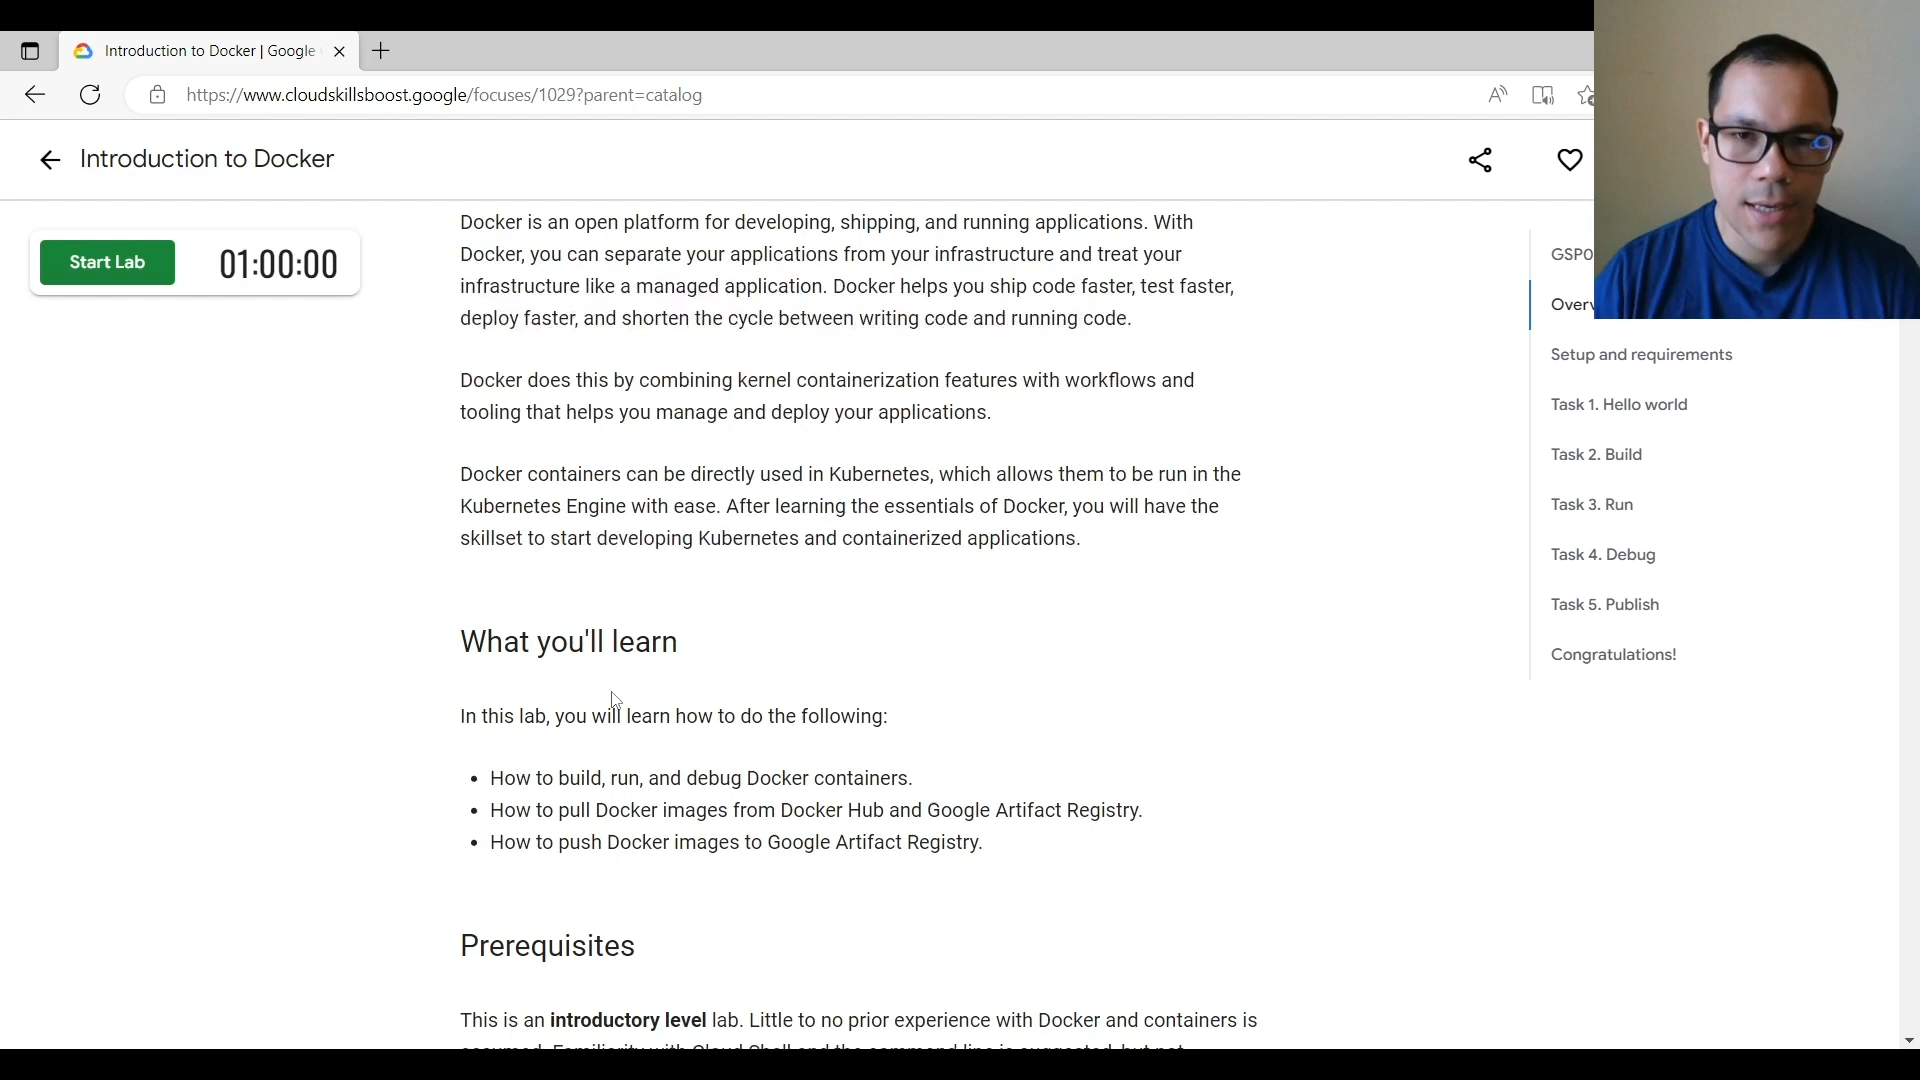 Introduction to Docker | Google
https://www.cloudskillsboost.google/focuses/1029?parent=catalog
Introduction to Docker
Start Lab
01:00:00
Docker is an open platform for developing, shipping, and running applications. With
Docker, you can separate your applications from your infrastructure and treat your
infrastructure like a managed application. Docker helps you ship code faster, test faster,
deploy faster, and shorten the cycle between writing code and running code.
Docker does this by combining kernel containerization features with workflows and
tooling that helps you manage and deploy your applications.
Docker containers can be directly used in Kubernetes, which allows them to be run in the
Kubernetes Engine with ease. After learning the essentials of Docker, you will have the
skillset to start developing Kubernetes and containerized applications.
What you'll learn
In this lab, you will learn how to do the following:
• How to build, run, and debug Docker containers.
• How to pull Docker images from Docker Hub and Google Artifact Registry.
• How to push Docker images to Google Artifact Registry.
Prerequisites
This is an introductory level lab. Little to no prior experience with Docker and containers is
GSP0
Overv
Setup and requirements
Task 1. Hello world
Task 2. Build
Task 3. Run
Task 4. Debug
Task 5. Publish
Congratulations!